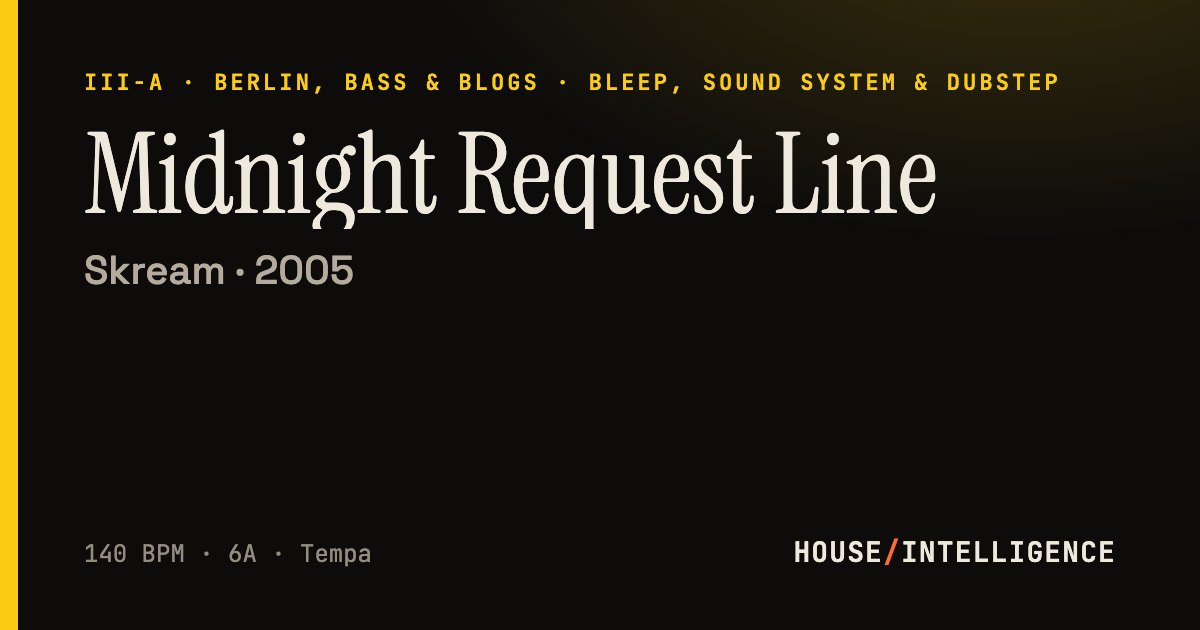 III-A · BERLIN, BASS & BLOGS · BLEEP, SOUND SYSTEM & DUBSTEP
Midnight Request Line
Skream · 2005
140 BPM · 6A · Tempa
HOUSE/INTELLIGENCE